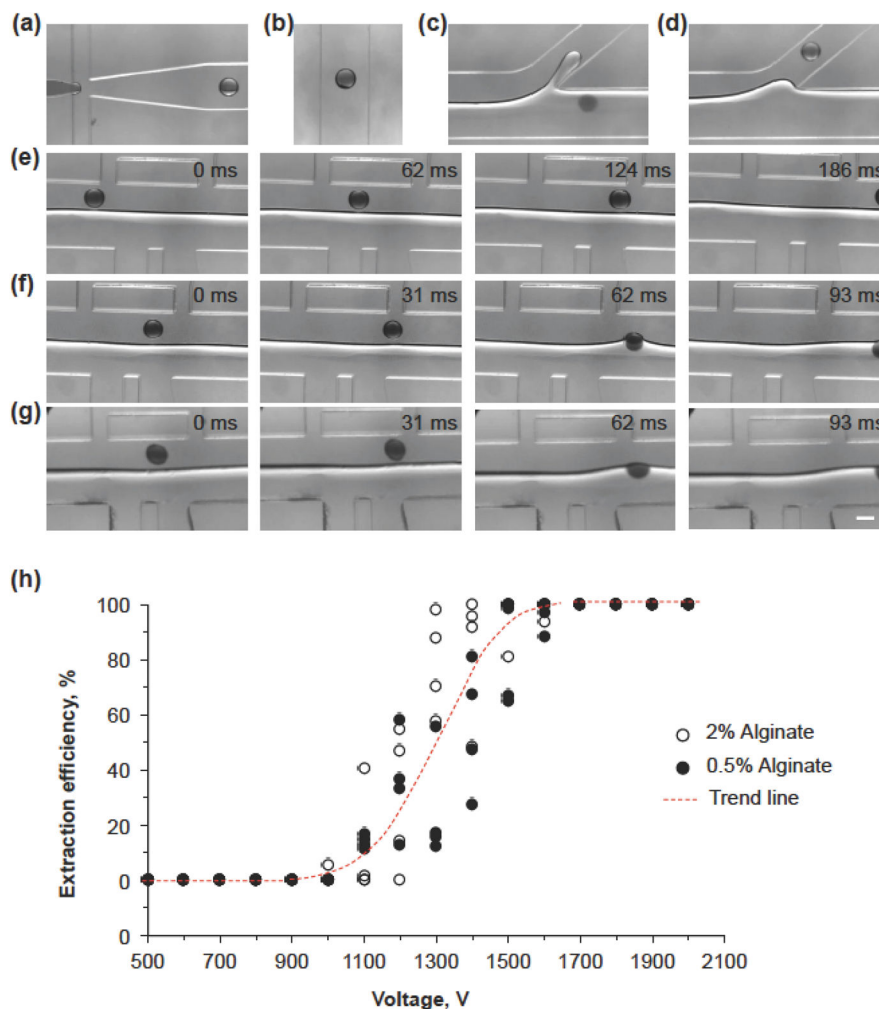 (a) (b) (c) (d)
(e) 0 ms 62 ms 124 ms 186 ms
(f) 0 ms 31 ms 62 ms 93 ms
(g) 0 ms 31 ms 62 ms 93 ms
(h)
Extraction efficiency, %
100
80
60
40
20
0
0
2% Alginate
0.5% Alginate
Trend line
500 700 900 1100 1300 1500 1700 1900 2100
Voltage, V